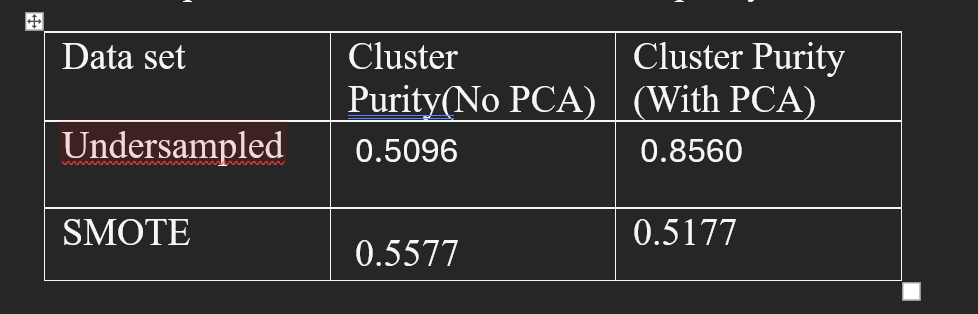 Data set
Cluster
Purity(No PCA)
Cluster Purity
(With PCA)
Undersampled
0.5096
0.8560
SMOTE
0.5577
0.5177